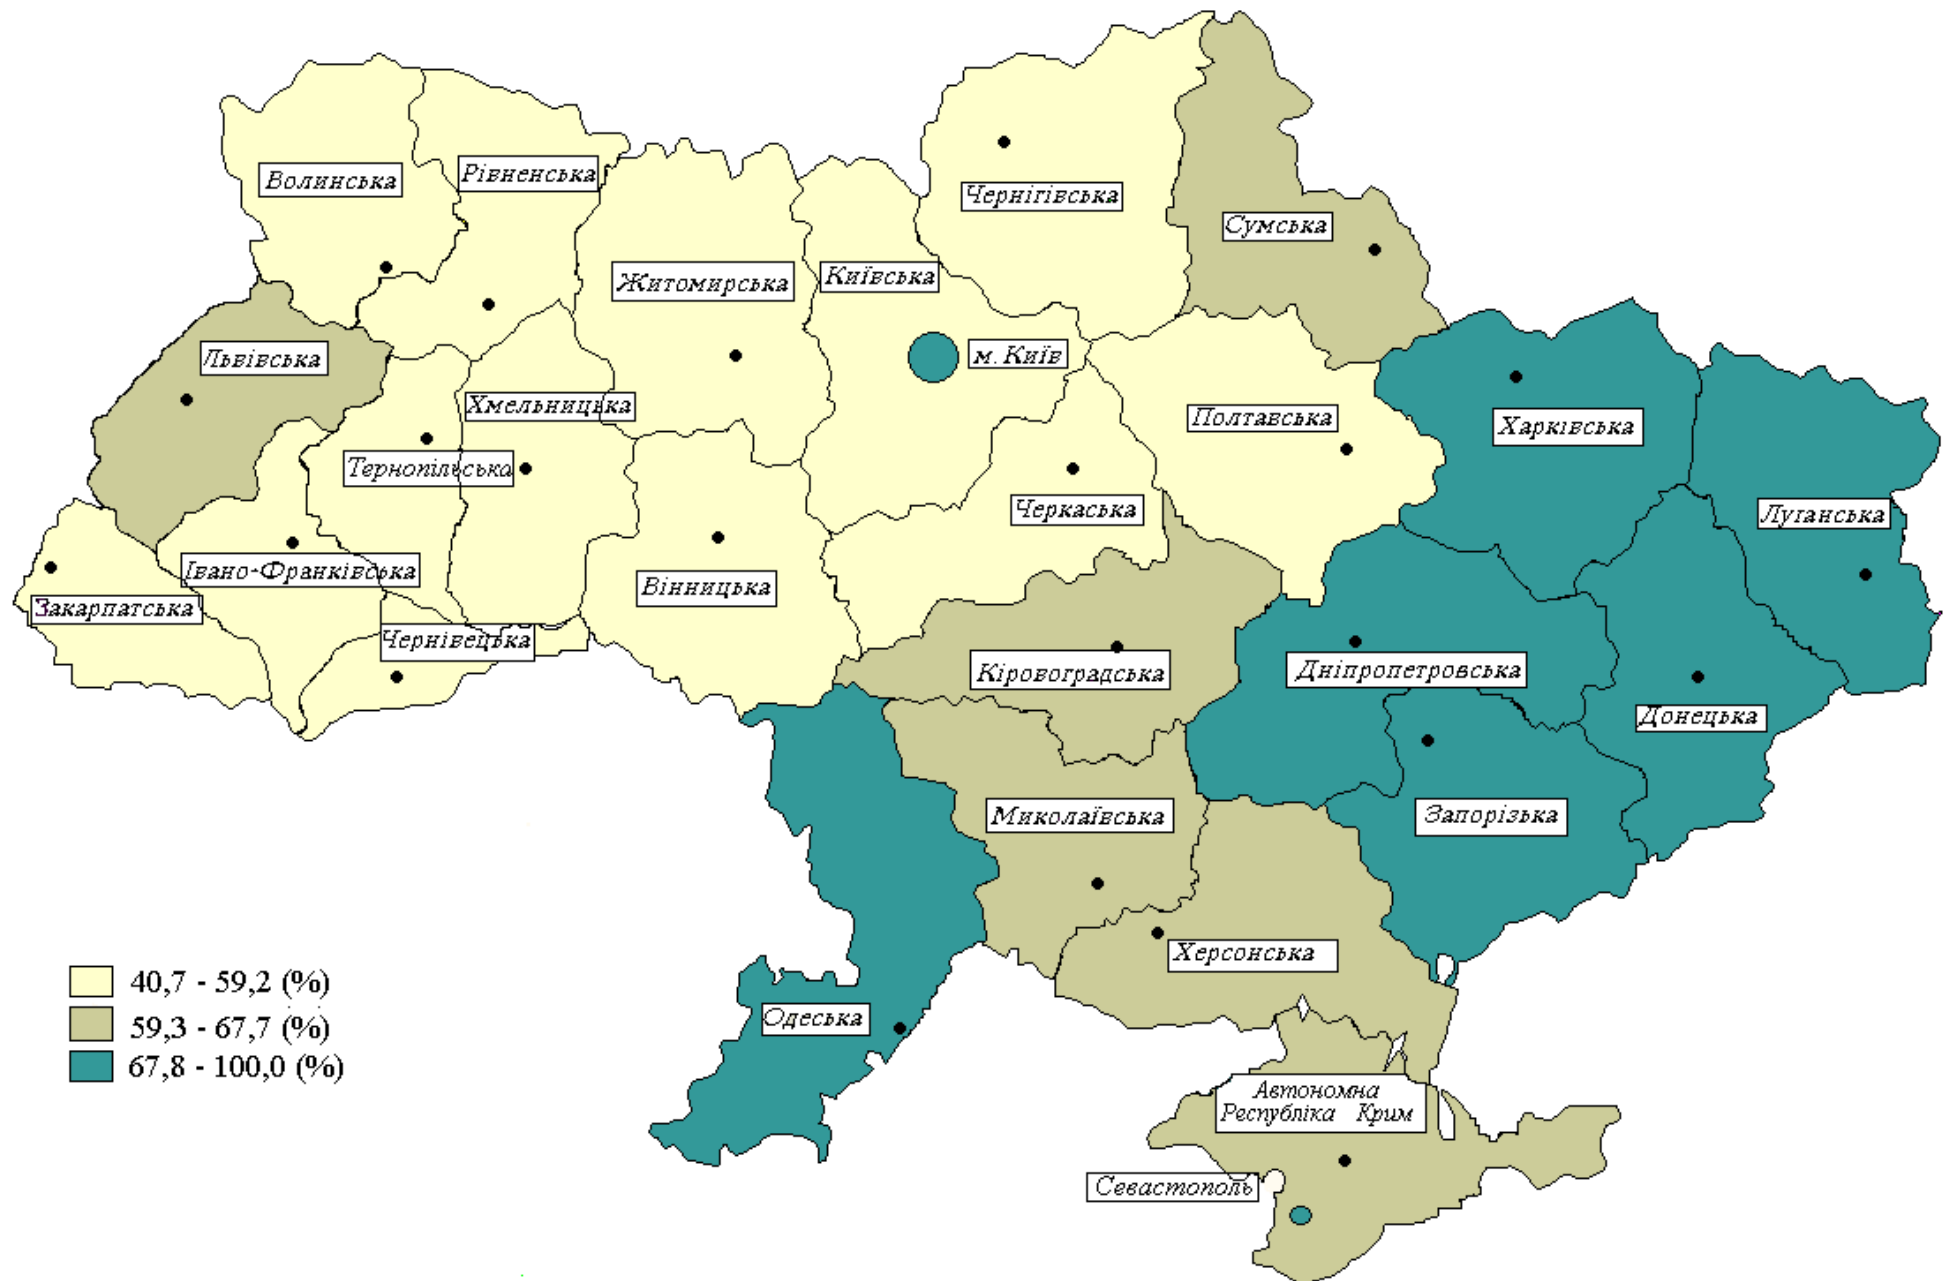 Волинська
Рівненська
Чернігівська
Сумська
Житомирська
Київська
м. Київ
Львівська
Хмельницька
Полтавська
Харківська
Тернопільська
Черкаська
Луганська
Івано-Франківська
Вінницька
Закарпатська
Чернівецька
Кіровоградська
Дніпропетровська
Донецька
Миколаївська
Запорізька
Херсонська
Одеська
40,7 - 59,2 (%)
59,3 - 67,7 (%)
67,8 - 100,0 (%)
Автономна
Республіка Крим
Севастополь